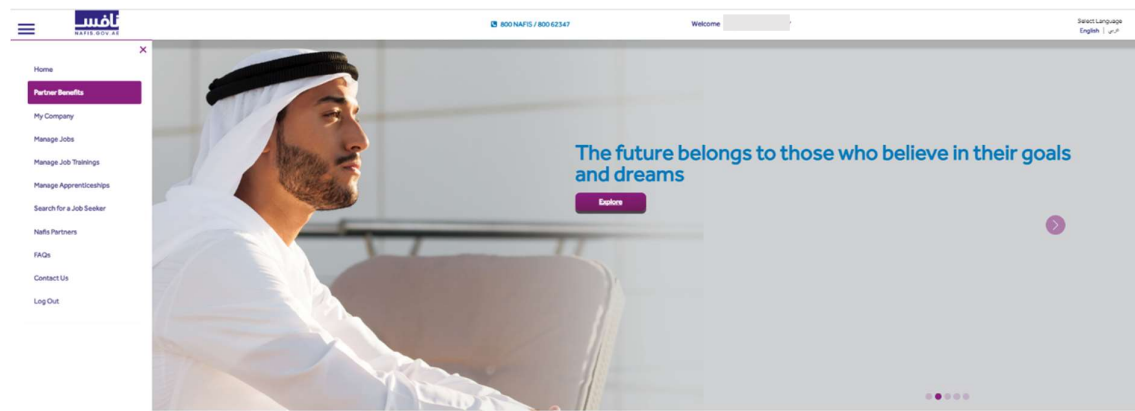 نافس
NAFIS.GOV.AE
800 NAFIS / 800 62347
Welcome
Select Language
English | عربي
Home
Partner Benefits
My Company
Manage Jobs
Manage Job Trainings
Manage Apprenticeships
Search for a Job Seeker
Nafis Partners
FAQs
Contact Us
Log Out
The future belongs to those who believe in their goals
and dreams
Explore